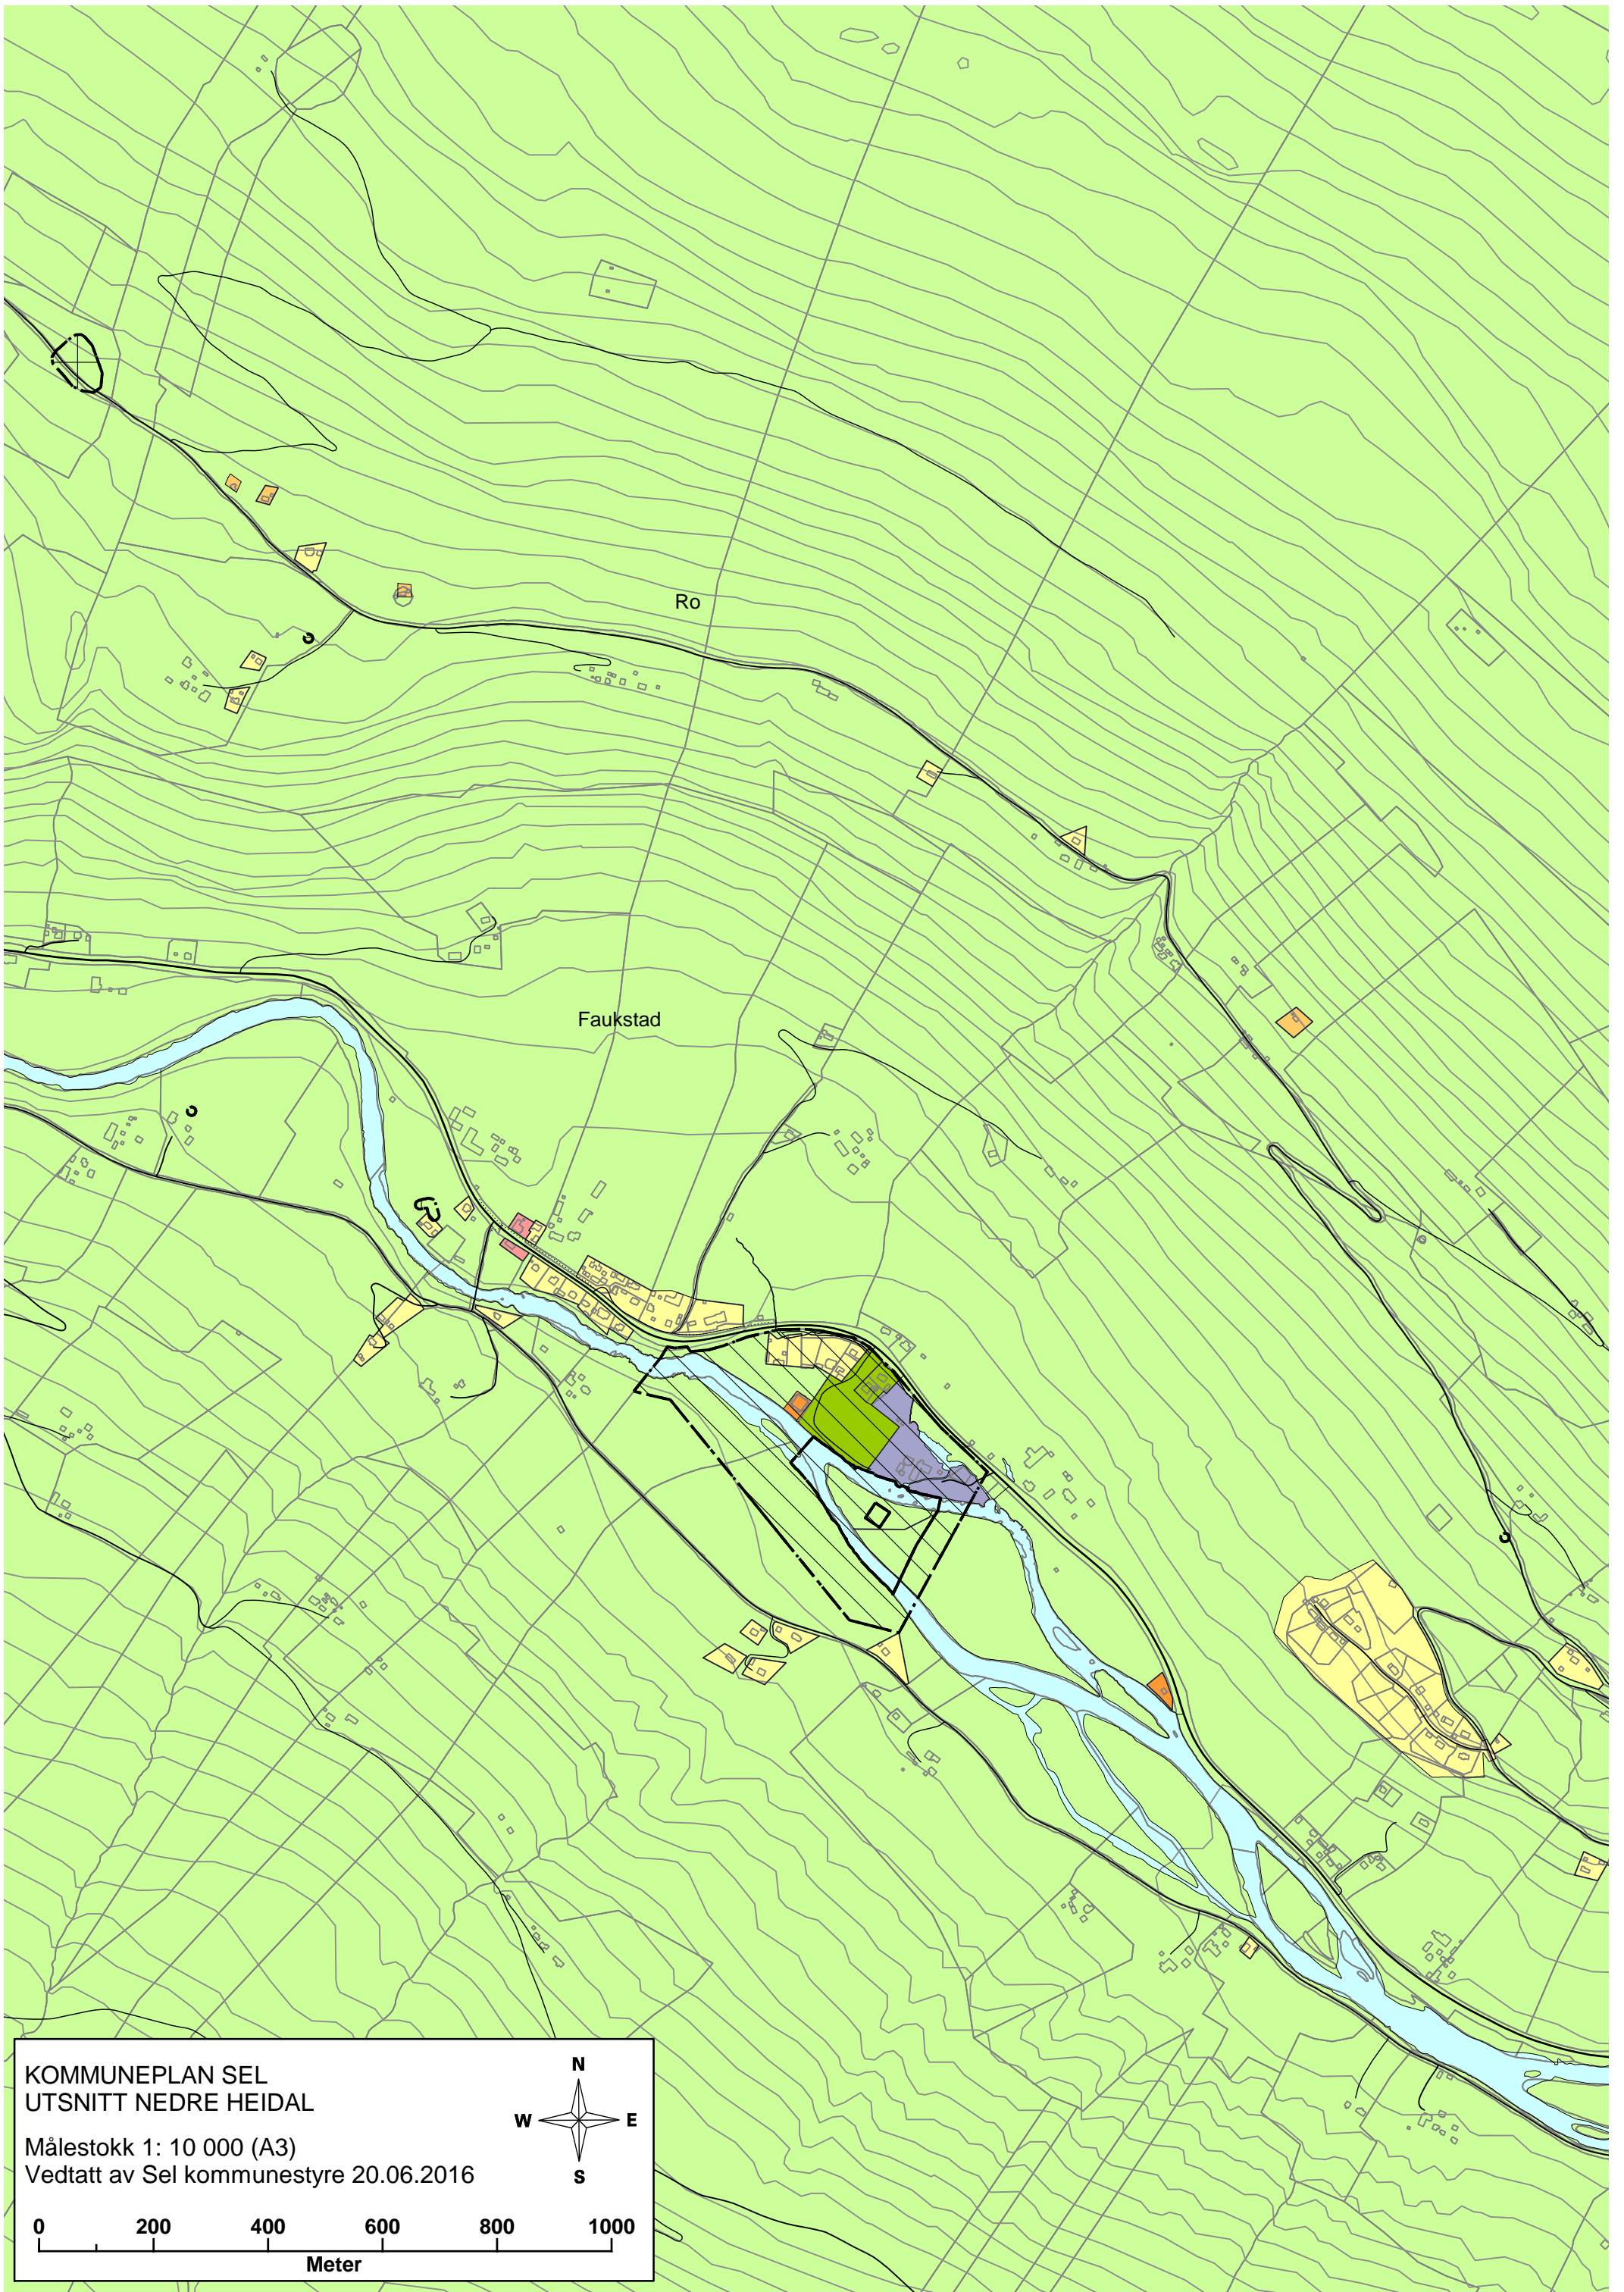 Ro
Faukstad
KOMMUNEPLAN SEL
UTSNITT NEDRE HEIDAL
Målestokk 1: 10 000 (A3)
Vedtatt av Sel kommunestyre 20.06.2016
N
W E
S
0 200 400 600 800 1000
Meter